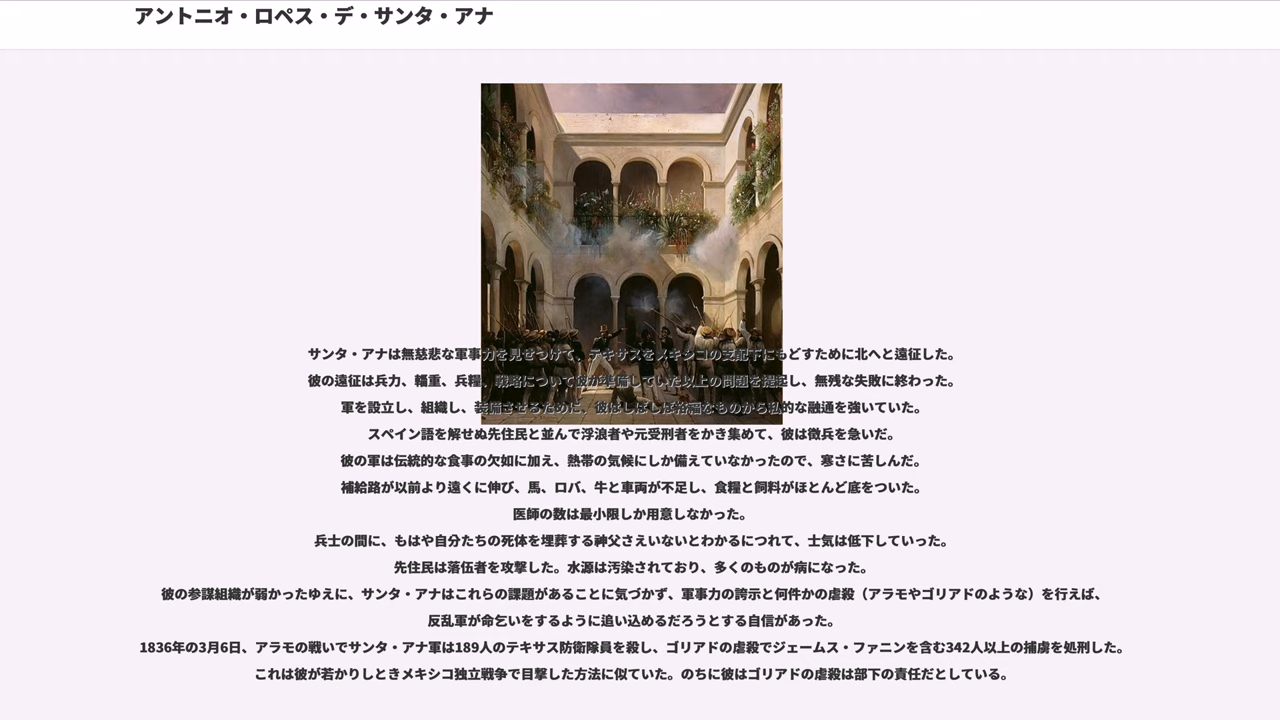 アントニオ・ロペス・デ・サンタ・アナ
サンタ・アナは無慈悲な軍事力を見せつけて、テキサスをメキシコの支配下にもどすために北へと遠征した。
彼の遠征は兵力、輜重、兵糧、戦略について彼が準備していた以上の問題を提起し、無残な失敗に終わった。
軍を設立し、組織し、装備させるために、彼はしばしば裕福なものから私的な融通を強いていた。
スペイン語を解せぬ先住民と並んで浮浪者や元受刑者をかき集めて、彼は徴兵を急いだ。
彼の軍は伝統的な食事の欠如に加え、熱帯の気候にしか備えていなかったので、寒さに苦しんだ。
補給路が以前より遠くに伸び、馬、ロバ、牛と車両が不足し、食糧と飼料がほとんど底をついた。
医師の数は最小限しか用意しなかった。
兵士の間に、もはや自分たちの死体を埋葬する神父さえいないとわかるにつれて、士気は低下していった。
先住民は落伍者を攻撃した。水源は汚染されており、多くのものが病になった。
彼の参謀組織が弱かったゆえに、サンタ・アナはこれらの課題があることに気づかず、軍事力の誇示と何件かの虐殺（アラモやゴリアドのような）を行えば、
反乱軍が命乞いをするように追い込めるだろうとする自信があった。
1836年の3月6日、アラモの戦いでサンタ・アナ軍は189人のテキサス防衛隊員を殺し、ゴリアドの虐殺でジェームス・ファニンを含む342人以上の捕虜を処刑した。
これは彼が若かりしときメキシコ独立戦争で目撃した方法に似ていた。のちに彼はゴリアドの虐殺は部下の責任だとしている。